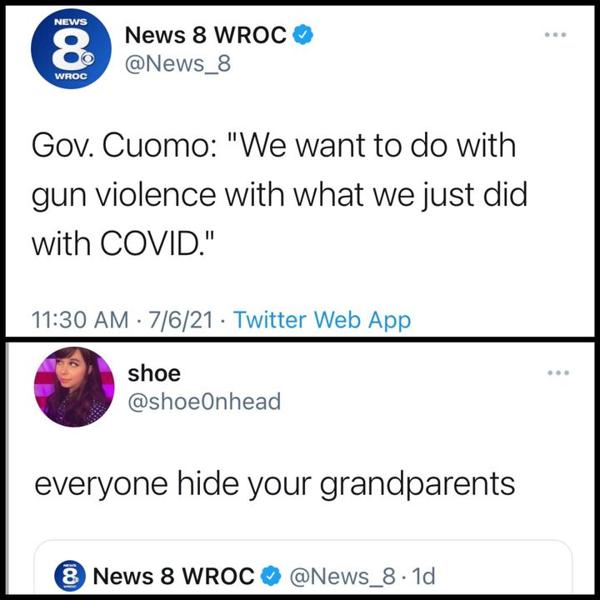 NEWS
8
WROC
News 8 WROC
@News_8
Gov. Cuomo: "We want to do with
gun violence with what we just did
with COVID."
11:30 AM · 7/6/21 · Twitter Web App
shoe
@shoe0nhead
everyone hide your grandparents
8 News 8 WROC @News_8 · 1d